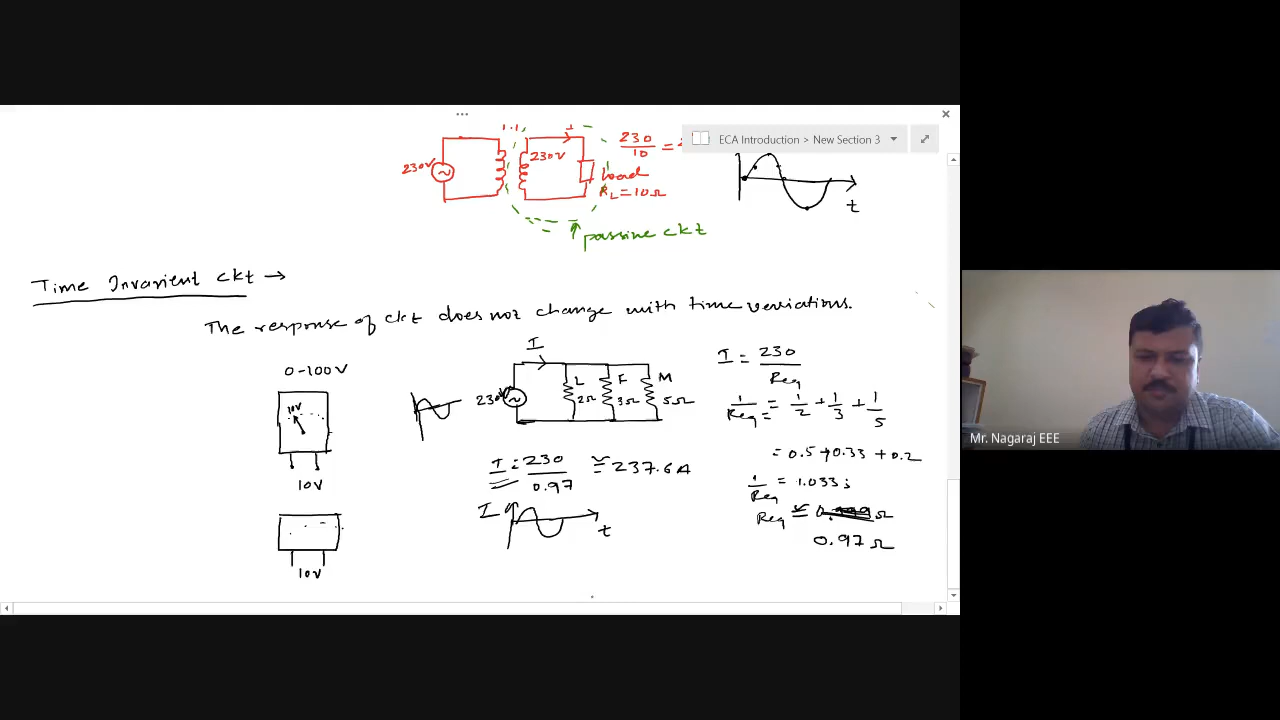 ECA Introduction > New Section 3
230V
230V
230
10
=
Load
RL = 10Ω
t
passive ckt
Time Invarient ckt →
The response of ckt does not change with time veriations.
0-100V
10V
10V
10V
I
230V
L
2Ω
F
3Ω
M
5Ω
I = 230
Req
1/Req = 1/2 + 1/3 + 1/5
= 0.5 + 0.33 + 0.2
1/Req = 1.033;
Req ≃ Ω
0.97 Ω
I = 230/0.97 ≃ 237.6A
I
t
Mr. Nagaraj EEE